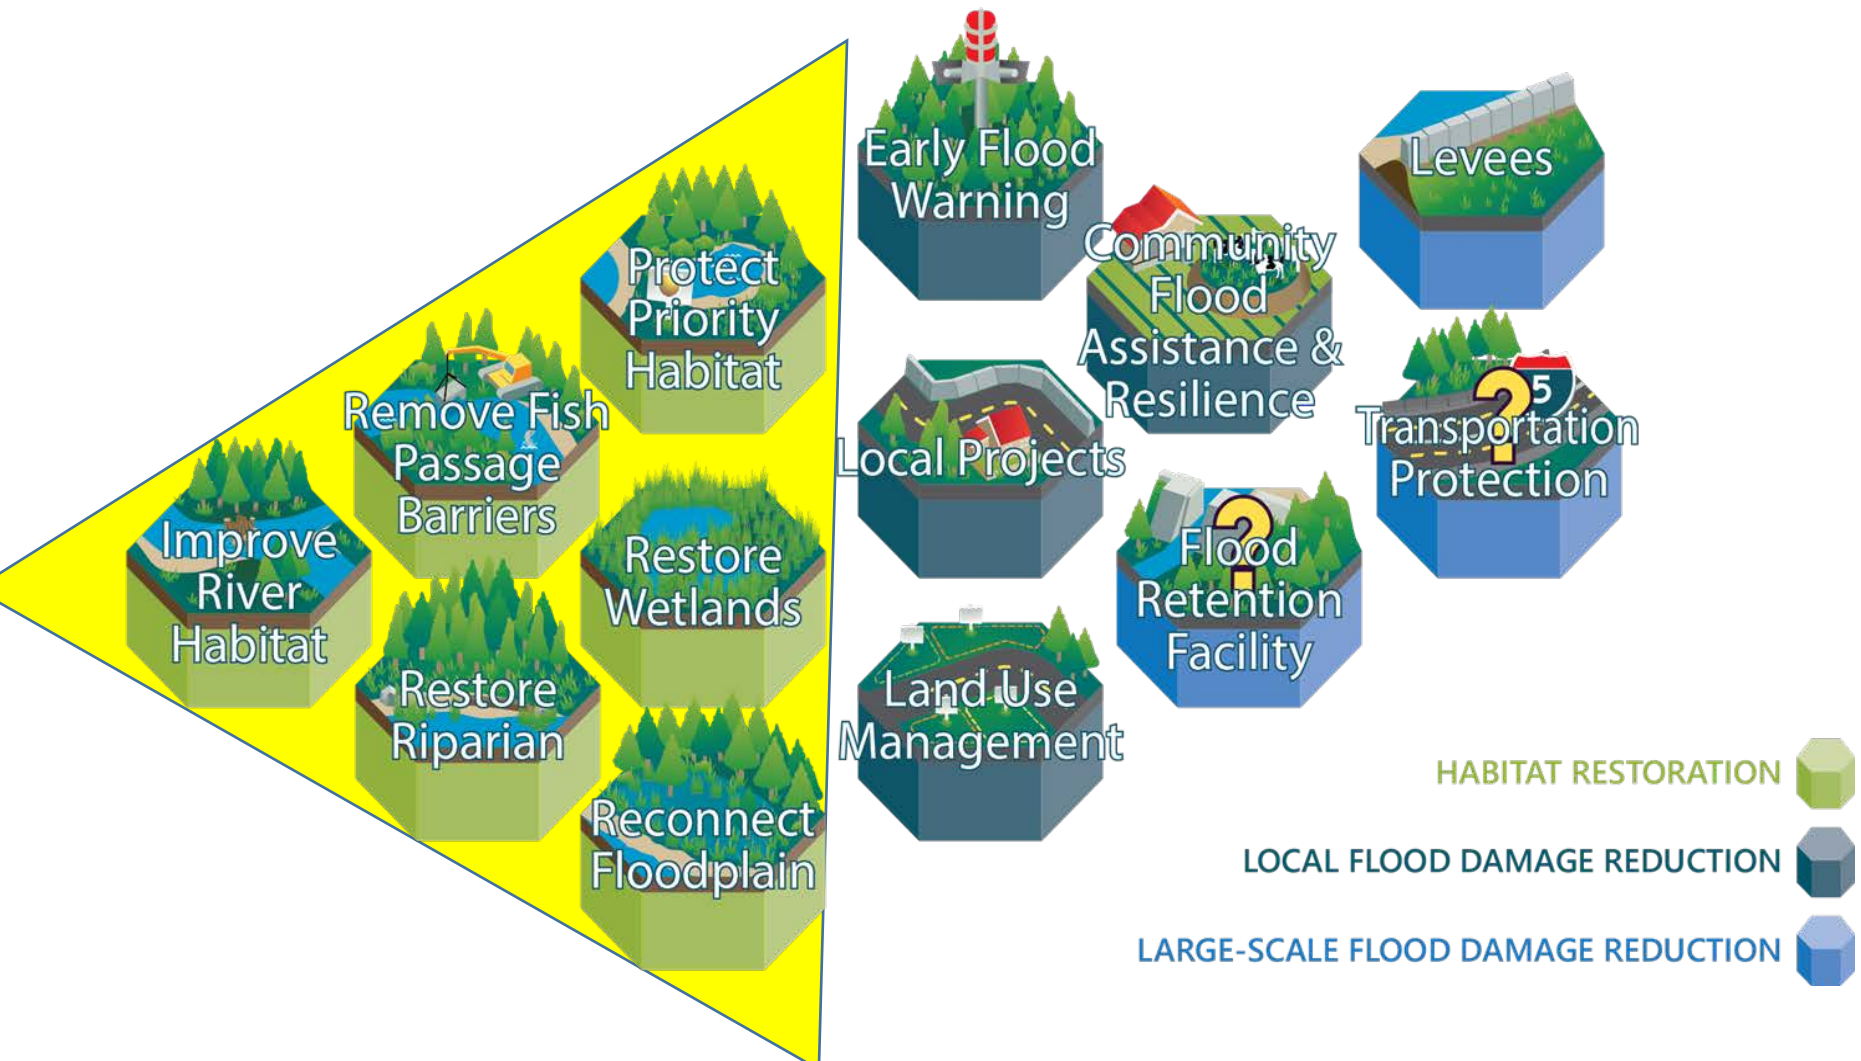 Early Flood
Warning
Levees
Community
Flood
Assistance &
Resilience
Protect
Priority
Habitat
Remove Fish
Passage
Barriers
Local Projects
5
?
Transportation
Protection
Improve
River
Habitat
Restore
Wetlands
?
Flood
Retention
Facility
Restore
Riparian
Land Use
Management
Reconnect
Floodplain
HABITAT RESTORATION
LOCAL FLOOD DAMAGE REDUCTION
LARGE-SCALE FLOOD DAMAGE REDUCTION